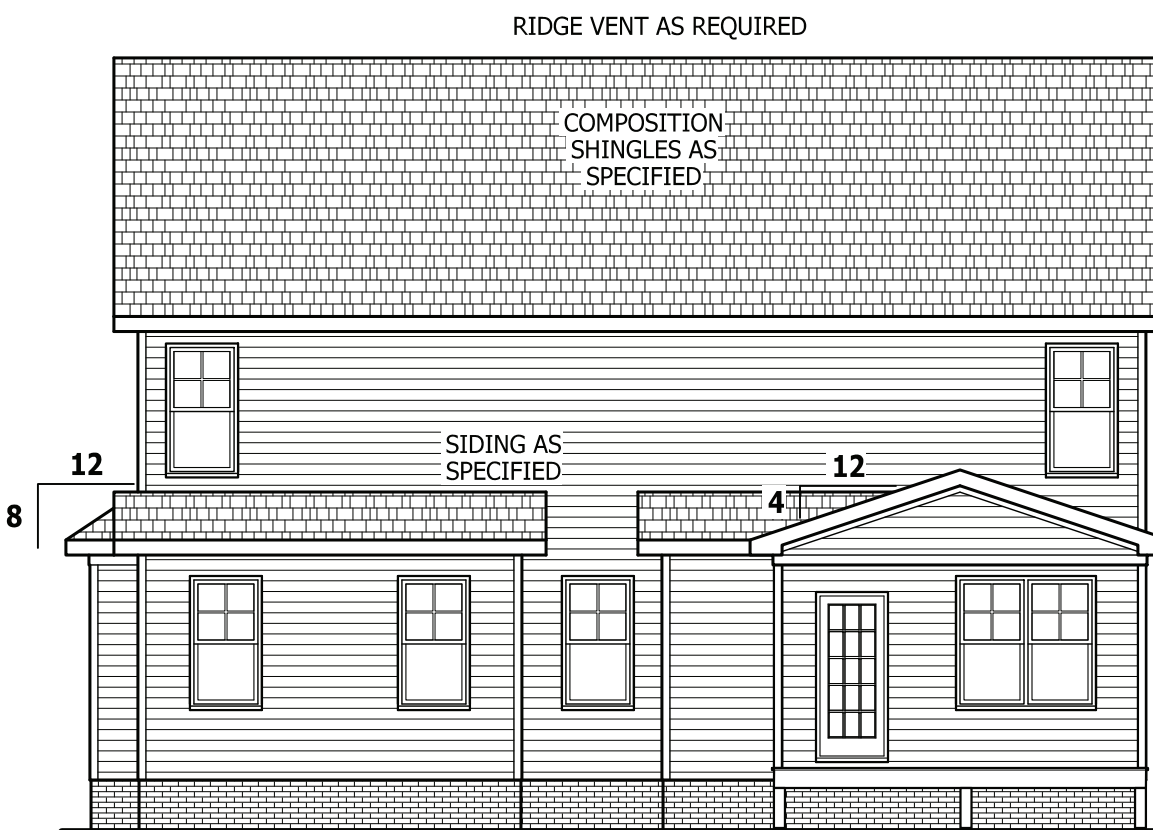 RIDGE VENT AS REQUIRED
COMPOSITION
SHINGLES AS
SPECIFIED
SIDING AS
SPECIFIED
12
8
12
4